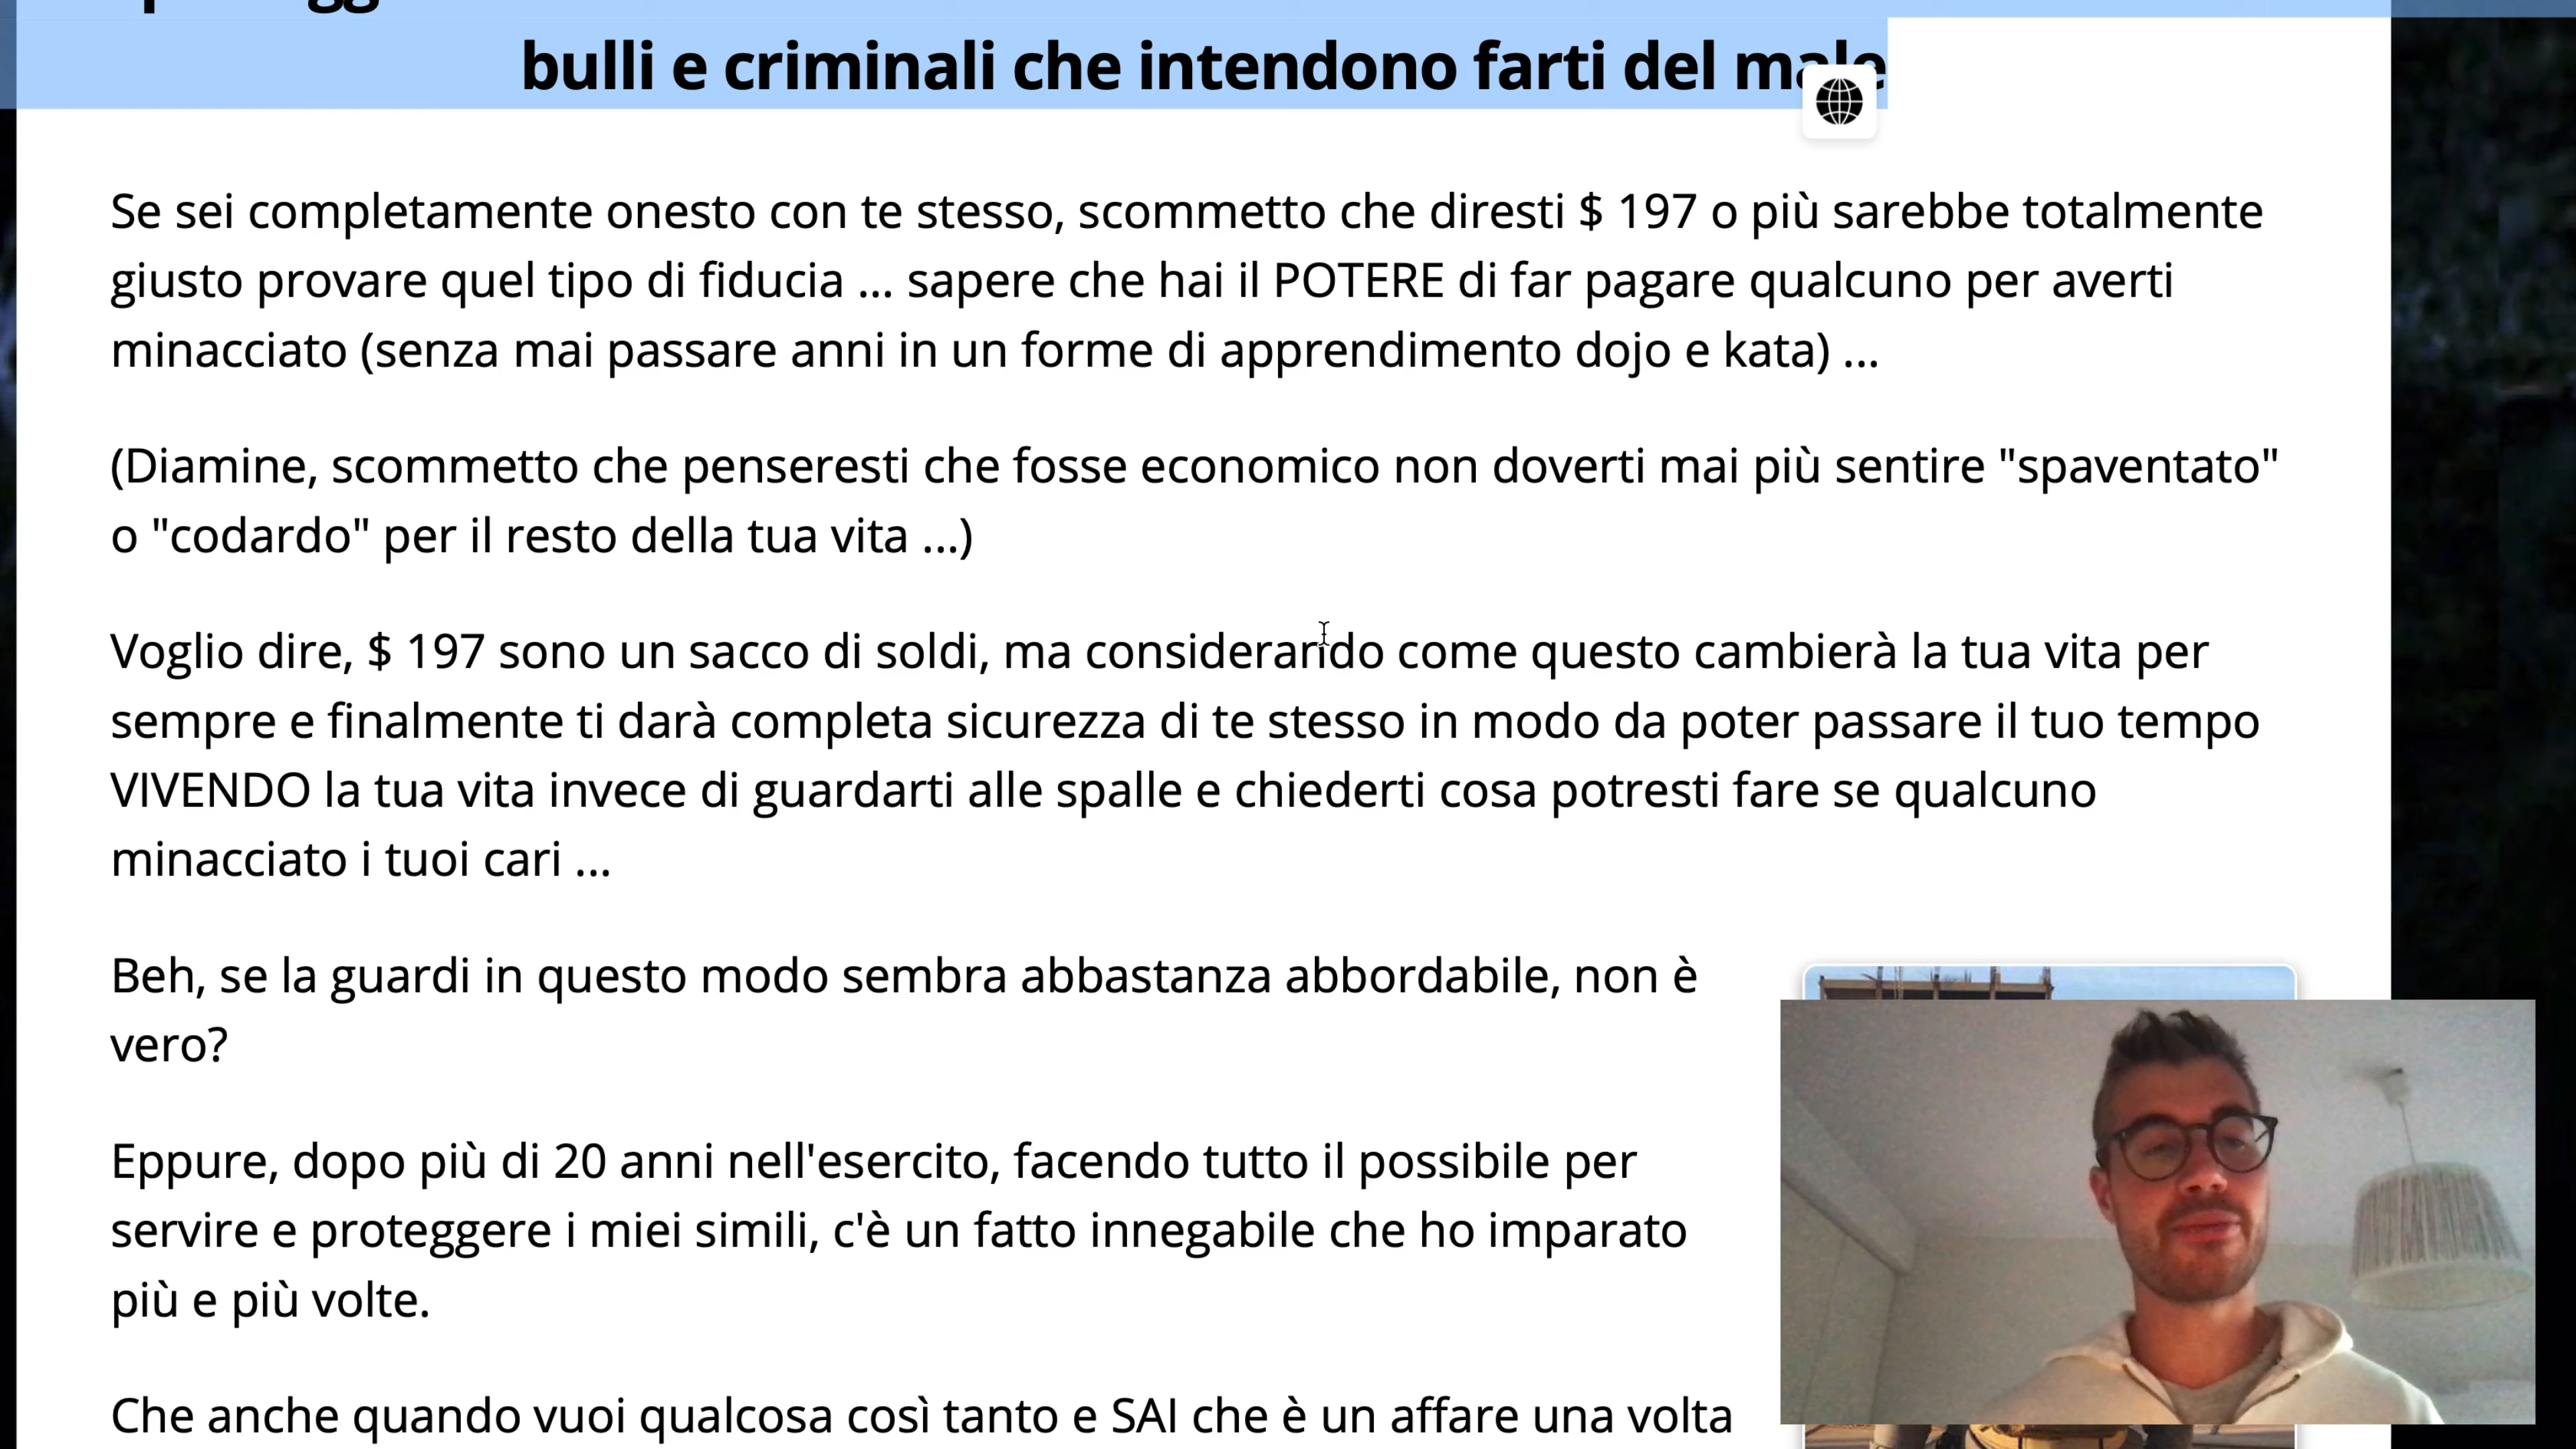 bulli e criminali che intendono farti del male
Se sei completamente onesto con te stesso, scommetto che diresti $ 197 o più sarebbe totalmente
giusto provare quel tipo di fiducia ... sapere che hai il POTERE di far pagare qualcuno per averti
minacciato (senza mai passare anni in un forme di apprendimento dojo e kata) ...
(Diamine, scommetto che penseresti che fosse economico non doverti mai più sentire "spaventato"
o "codardo" per il resto della tua vita ...)
Voglio dire, $ 197 sono un sacco di soldi, ma considerando come questo cambierà la tua vita per
sempre e finalmente ti darà completa sicurezza di te stesso in modo da poter passare il tuo tempo
VIVENDO la tua vita invece di guardarti alle spalle e chiederti cosa potresti fare se qualcuno
minacciato i tuoi cari ...
Beh, se la guardi in questo modo sembra abbastanza abbordabile, non è
vero?
Eppure, dopo più di 20 anni nell'esercito, facendo tutto il possibile per
servire e proteggere i miei simili, c'è un fatto innegabile che ho imparato
più e più volte.
Che anche quando vuoi qualcosa così tanto e SAI che è un affare una volta